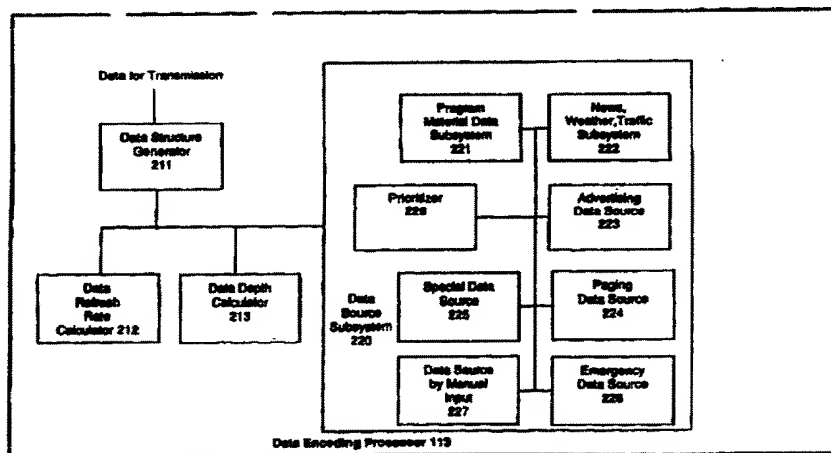 Data for Transmission
Data Structure
Generator
211
Data
Refresh
Rate
Calculator 212
Data Depth
Calculator
213
Program
Material Data
Subsystem
221
News,
Weather,Traffic
Subsystem
222
Prioritizer
Advertising
Data Source
223
Data
Source
Subsystem
220
Special Data
Source
225
Paging
Data Source
224
Data Source
by Manual
Input
227
Emergency
Data Source
226
Data Encoding Processor 113